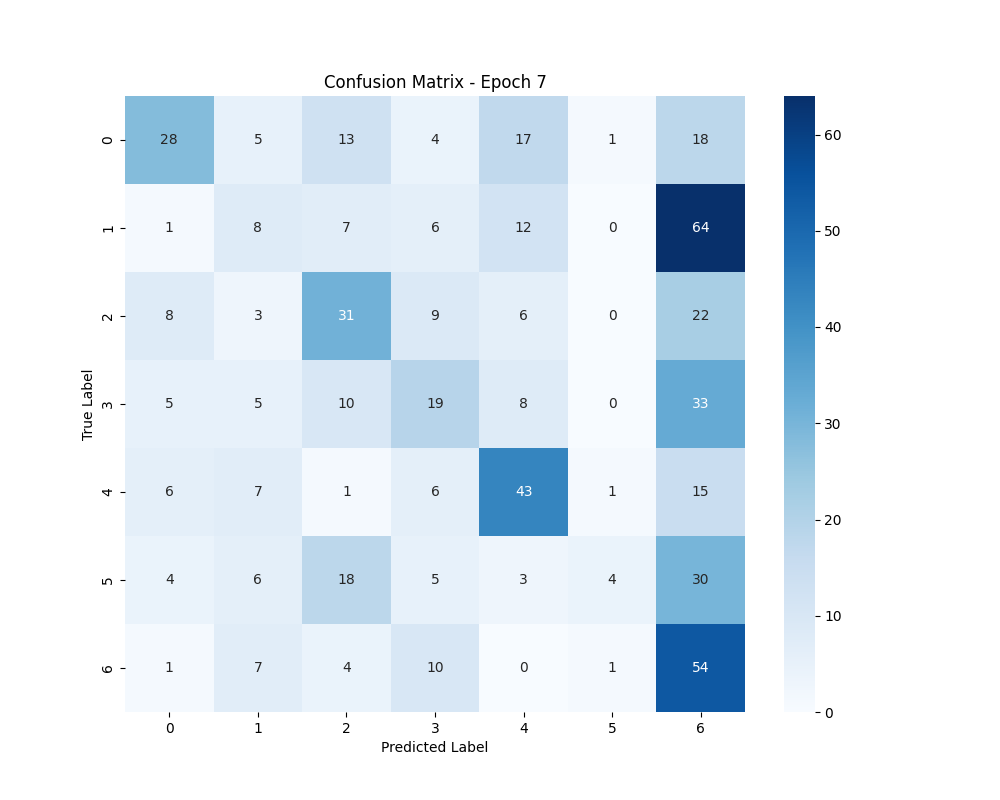 Confusion Matrix - Epoch 7
0 28 5 13 4 17 1 18
1 1 8 7 6 12 0 64
2 8 3 31 9 6 0 22
3 5 5 10 19 8 0 33
4 6 7 1 6 43 1 15
5 4 6 18 5 3 4 30
6 1 7 4 10 0 1 54
0 1 2 3 4 5 6
True Label
Predicted Label
60
50
40
30
20
10
0